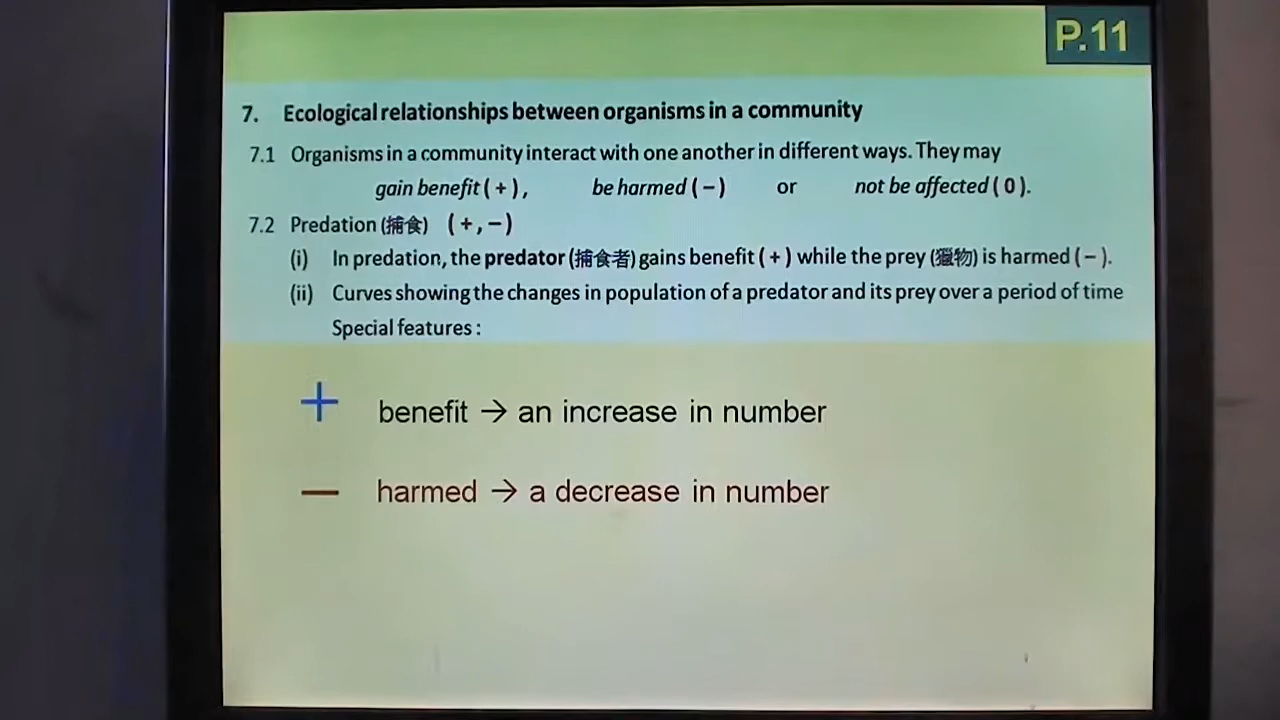 P.11
7. Ecological relationships between organisms in a community
7.1 Organisms in a community interact with one another in different ways. They may
gain benefit ( + ), be harmed ( − ) or not be affected ( 0 ).
7.2 Predation (捕食) ( + , − )
(i) In predation, the predator (捕食者) gains benefit ( + ) while the prey (獵物) is harmed ( − ).
(ii) Curves showing the changes in population of a predator and its prey over a period of time
Special features :
+ benefit → an increase in number
− harmed → a decrease in number